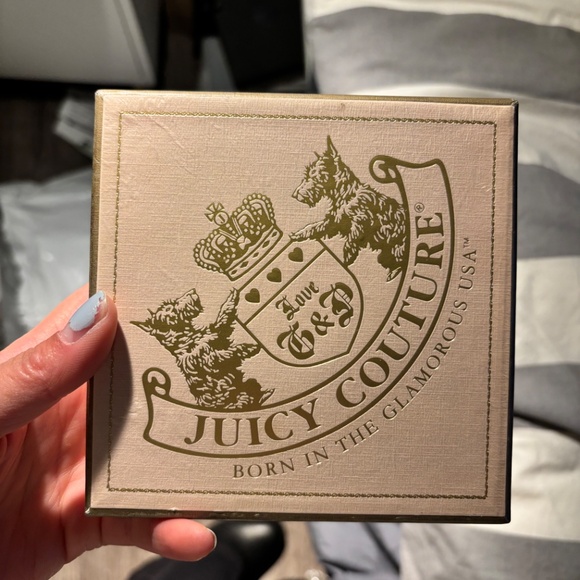 Love
G&D
JUICY COUTURE®
BORN IN THE GLAMOROUS USA™